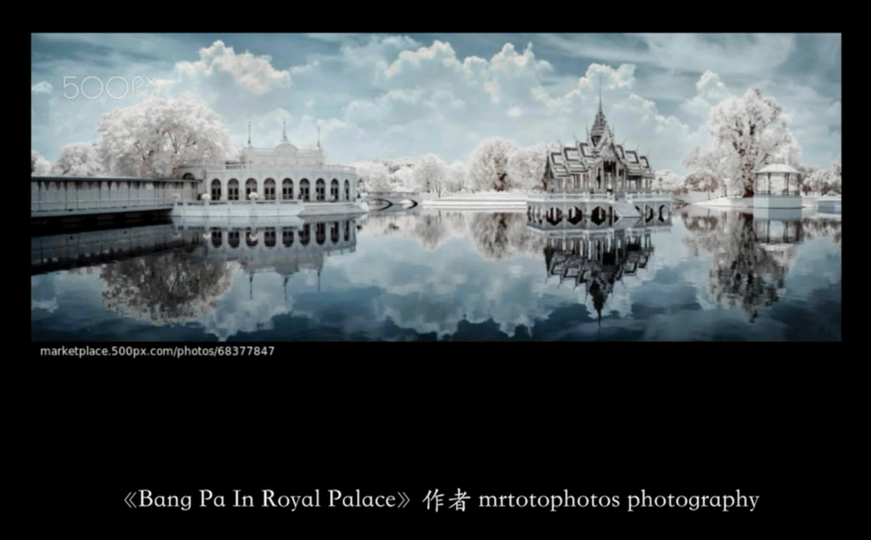 500px
marketplace.500px.com/photos/68377847
《Bang Pa In Royal Palace》作者 mrtotophotos photography